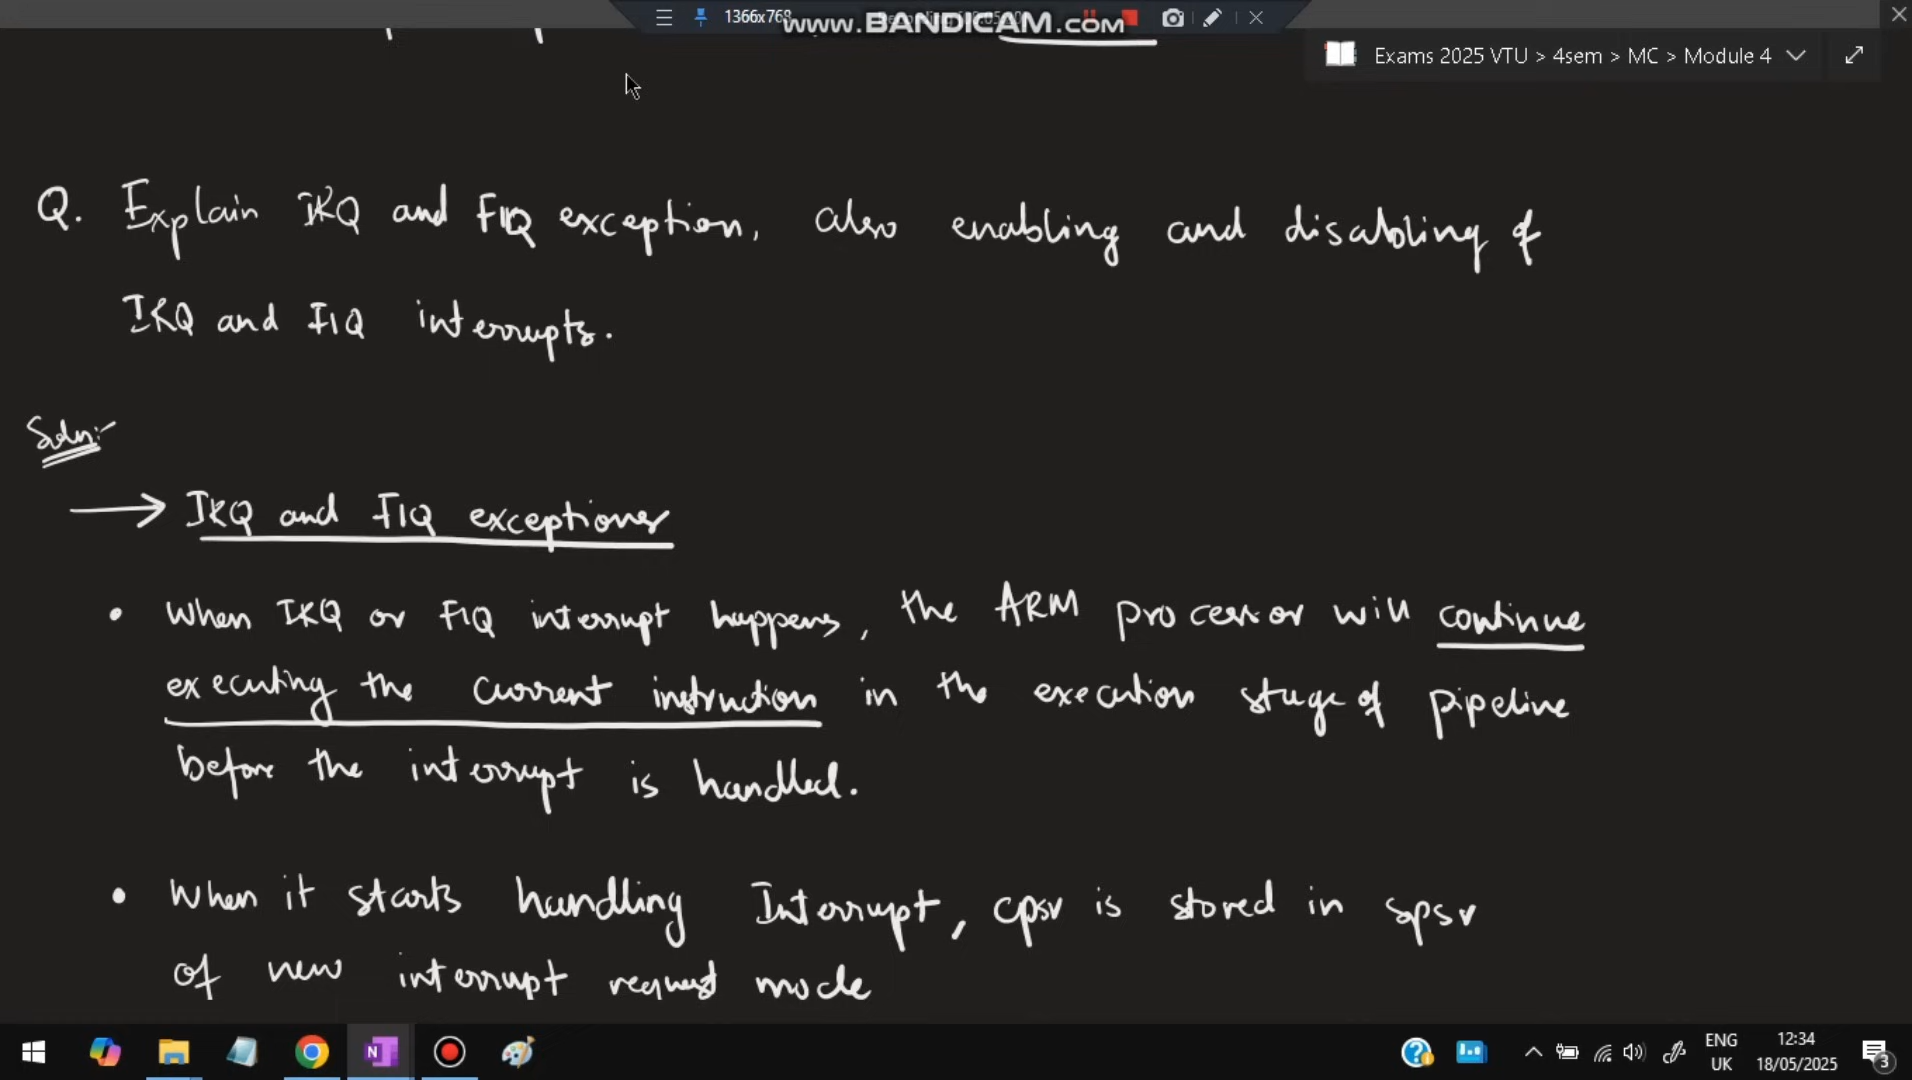 1366x768
www.BANDICAM.com
Exams 2025 VTU > 4sem > MC > Module 4
Q. Explain IRQ and FIQ exception, also enabling and disabling of
IRQ and FIQ interrupts.
Soln:-
→ IRQ and FIQ exceptions
• When IRQ or FIQ interrupt happens, the ARM processor will continue
executing the current instruction in the execution stage of pipeline
before the interrupt is handled.
• When it starts handling Interrupt, cpsr is stored in spsr
of new interrupt request mode
ENG
UK
12:34
18/05/2025
3